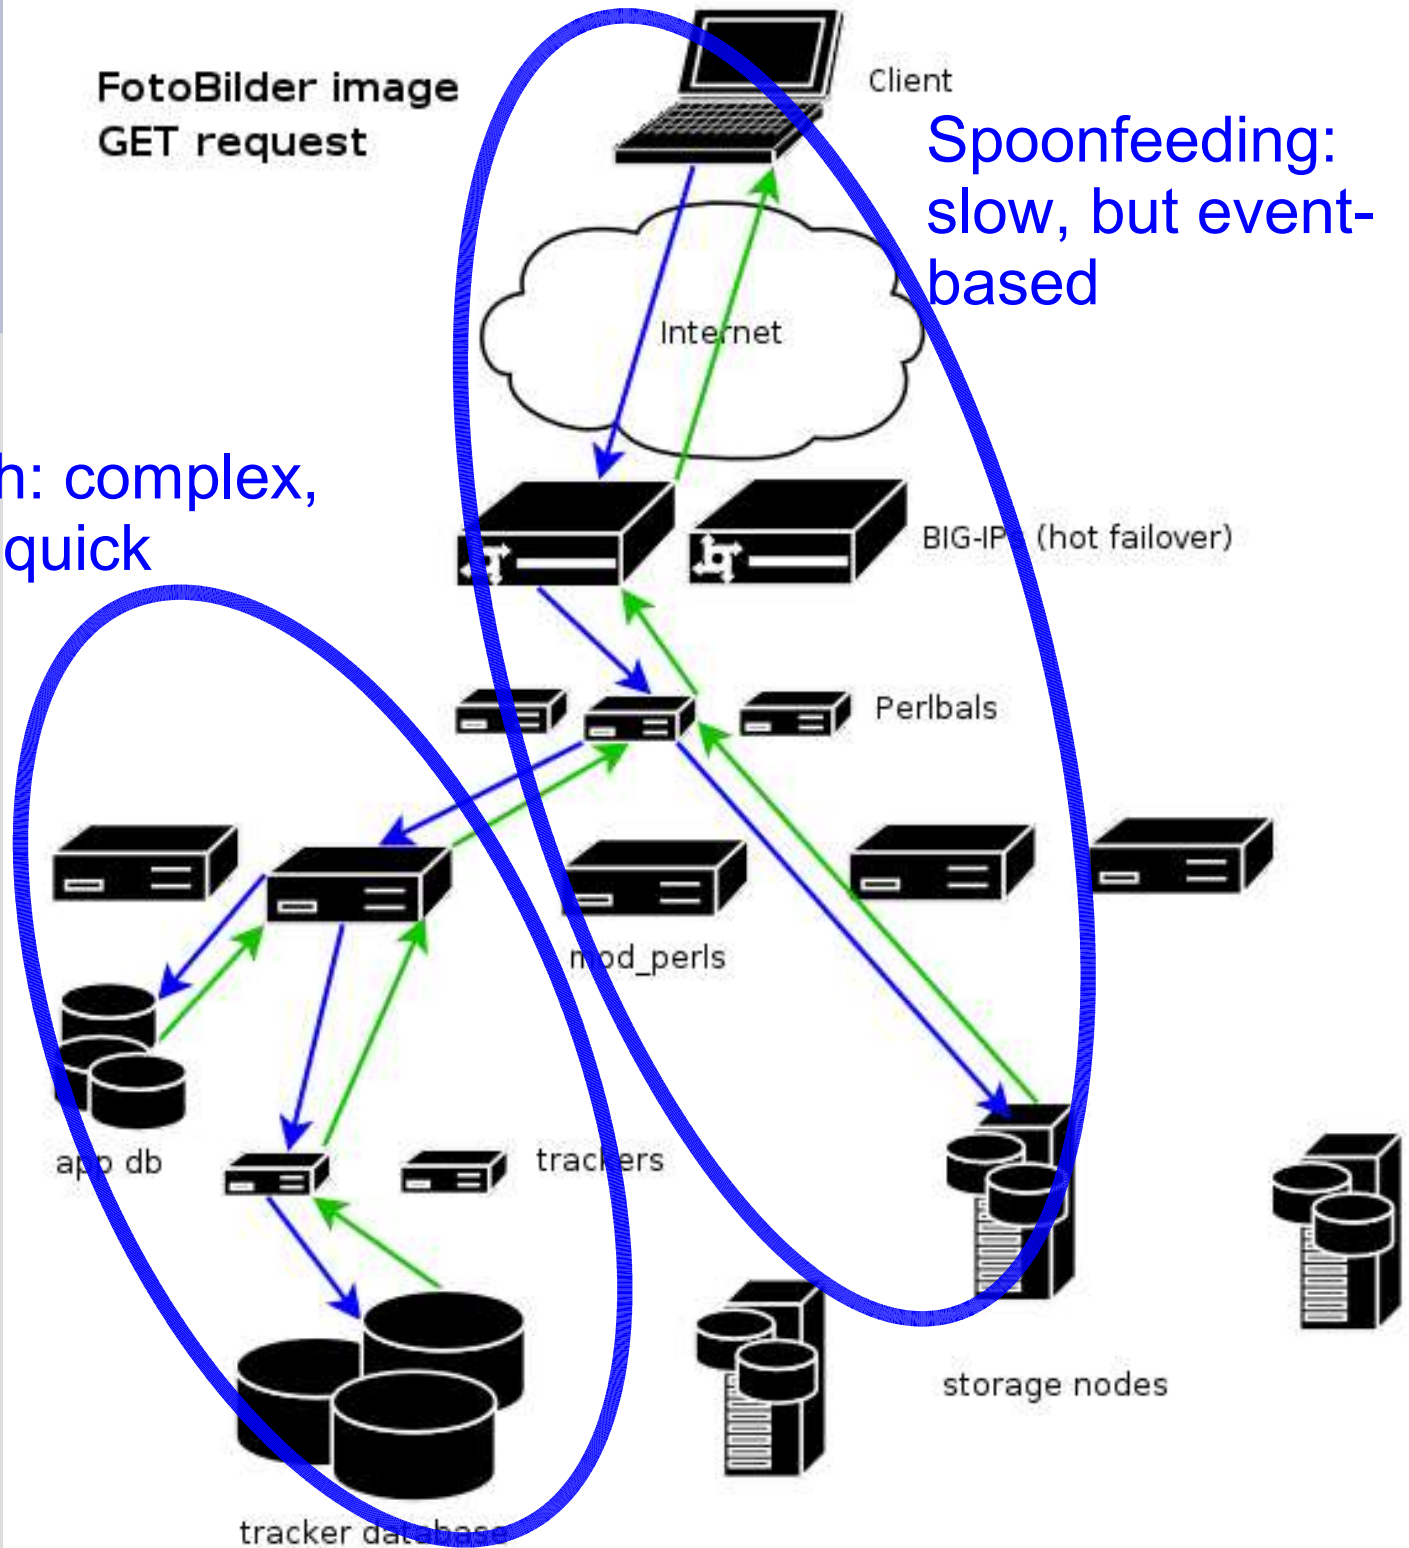 FotoBilder image
GET request
Client
Spoonfeeding:
slow, but event-
based
Internet
complex,
quick
BIG-IPs (hot failover)
Perlbals
mod_perls
app db
trackers
storage nodes
tracker database